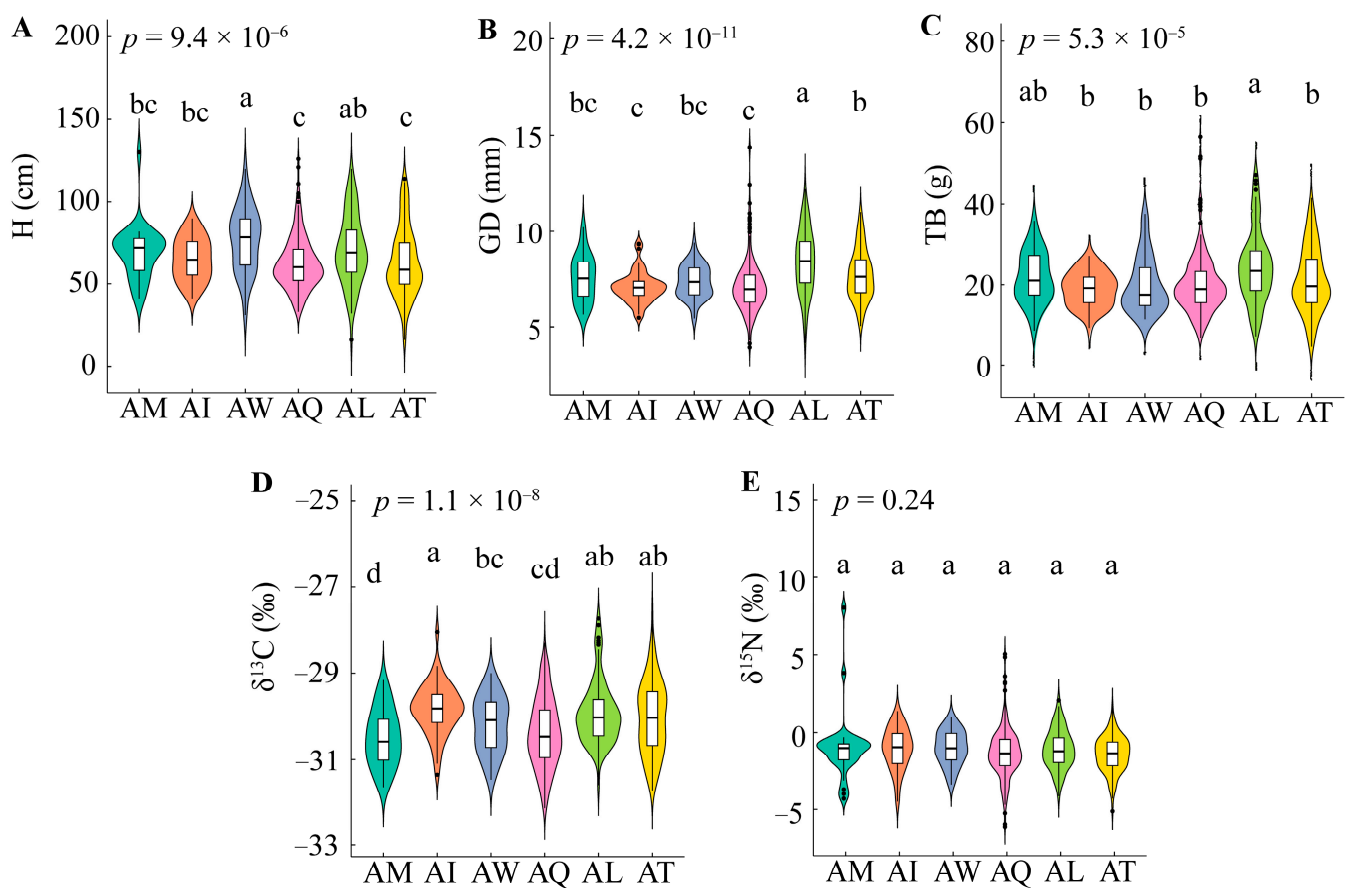 A
p = 9.4 × 10⁻⁶
200
150
100
50
0
H (cm)
bc bc a c ab c
AM AI AW AQ AL AT
B
p = 4.2 × 10⁻¹¹
20
15
10
5
GD (mm)
bc c bc c a b
AM AI AW AQ AL AT
C
p = 5.3 × 10⁻⁵
80
60
40
20
0
TB (g)
ab b b b a b
AM AI AW AQ AL AT
D
p = 1.1 × 10⁻⁸
−25
−27
−29
−31
−33
δ¹³C (‰)
d a bc cd ab ab
AM AI AW AQ AL AT
E
p = 0.24
15
10
5
0
−5
δ¹⁵N (‰)
a a a a a a
AM AI AW AQ AL AT